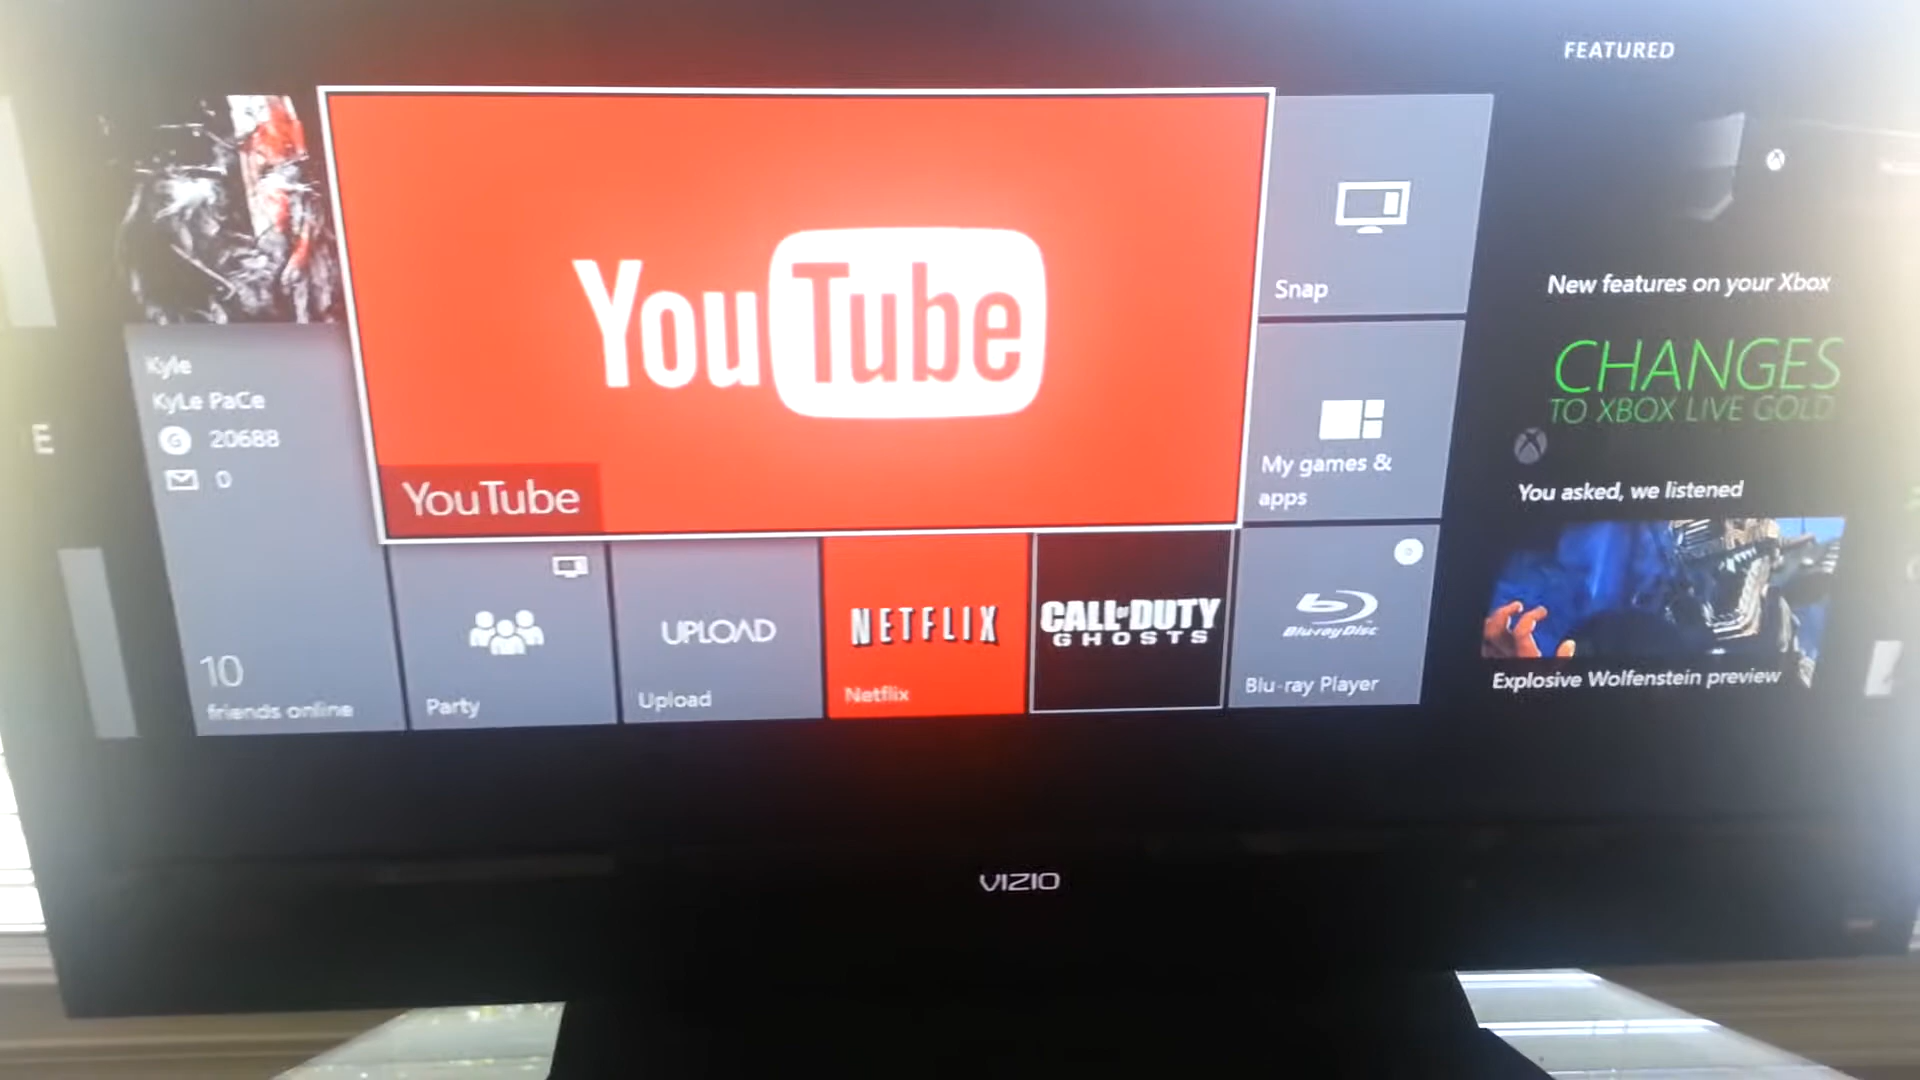 FEATURED
E
Kyle
KyLe PaCe
G 20688
0
10
friends online
YouTube
YouTube
Snap
My games &
apps
Party
UPLOAD
Upload
NETFLIX
Netflix
CALL OF DUTY
GHOSTS
Blu-ray Disc
Blu-ray Player
New features on your Xbox
CHANGES
TO XBOX LIVE GOLD
You asked, we listened
Explosive Wolfenstein preview
VIZIO